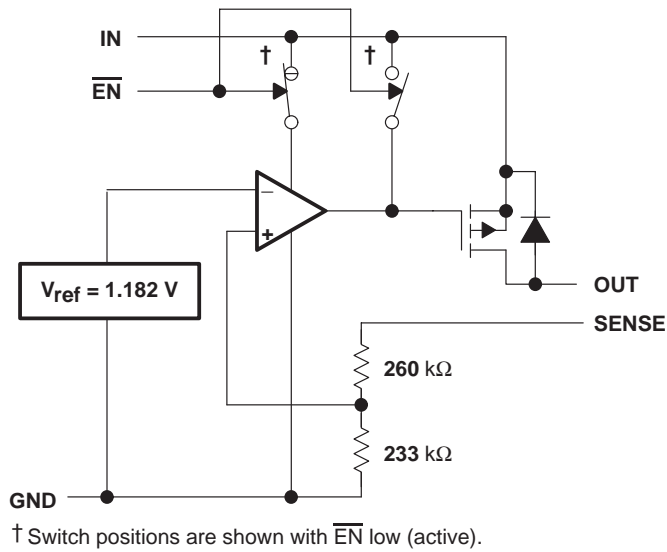 IN
†
†
EN
−
+
Vref = 1.182 V
OUT
SENSE
260 kΩ
233 kΩ
GND
† Switch positions are shown with EN low (active).